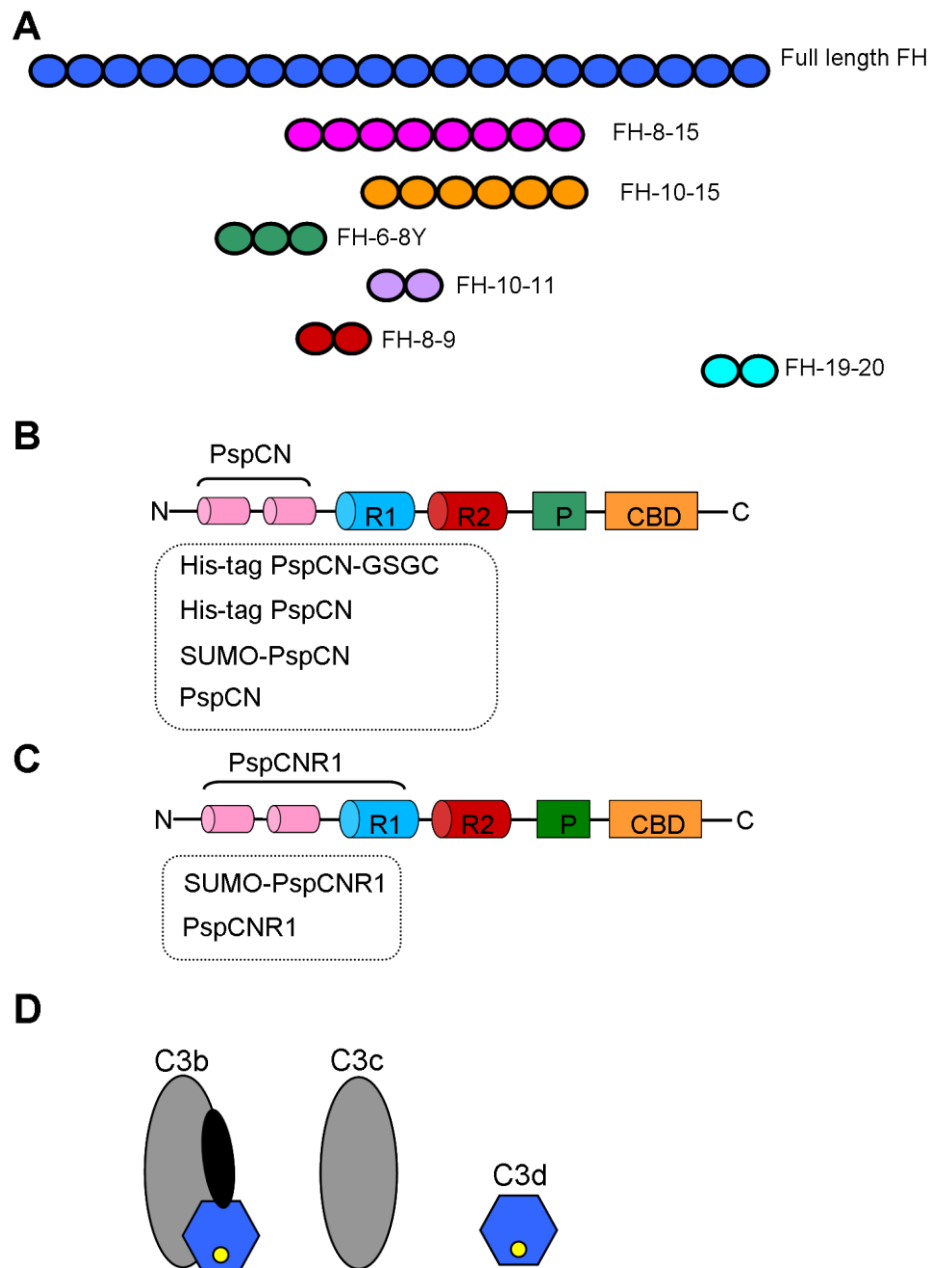 A
Full length FH
FH-8-15
FH-10-15
FH-6-8Y
FH-10-11
FH-8-9
FH-19-20
B
PspCN
N R1 R2 P CBD C
His-tag PspCN-GSGC
His-tag PspCN
SUMO-PspCN
PspCN
C
PspCNR1
N R1 R2 P CBD C
SUMO-PspCNR1
PspCNR1
D
C3b C3c
C3d